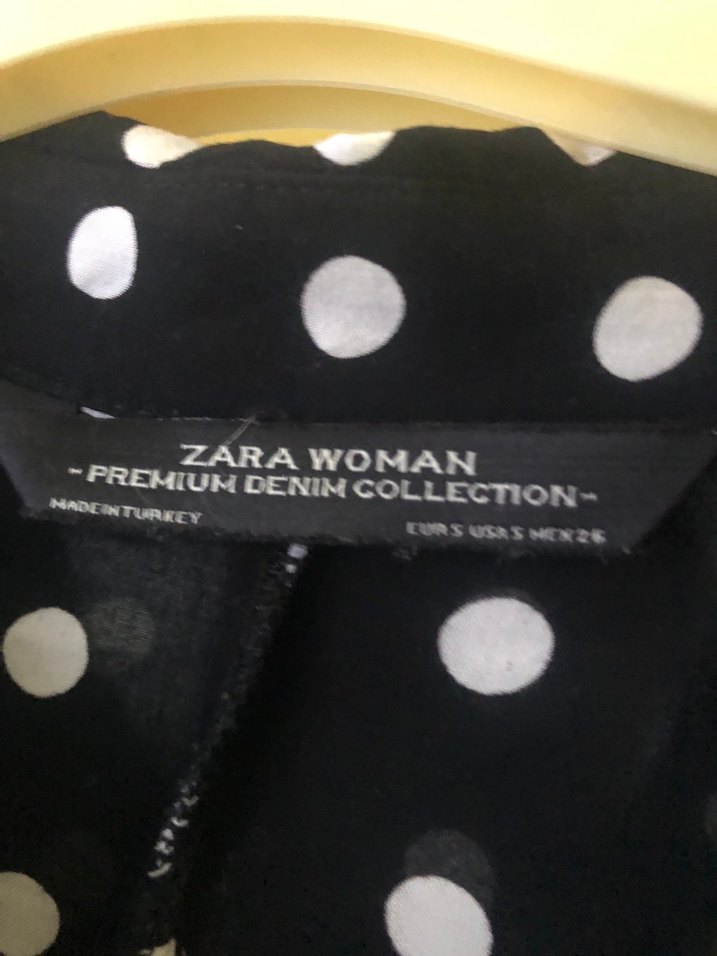 ZARA WOMAN
- PREMIUM DENIM COLLECTION -
MADE IN TURKEY
EUR S USA S MEX 26